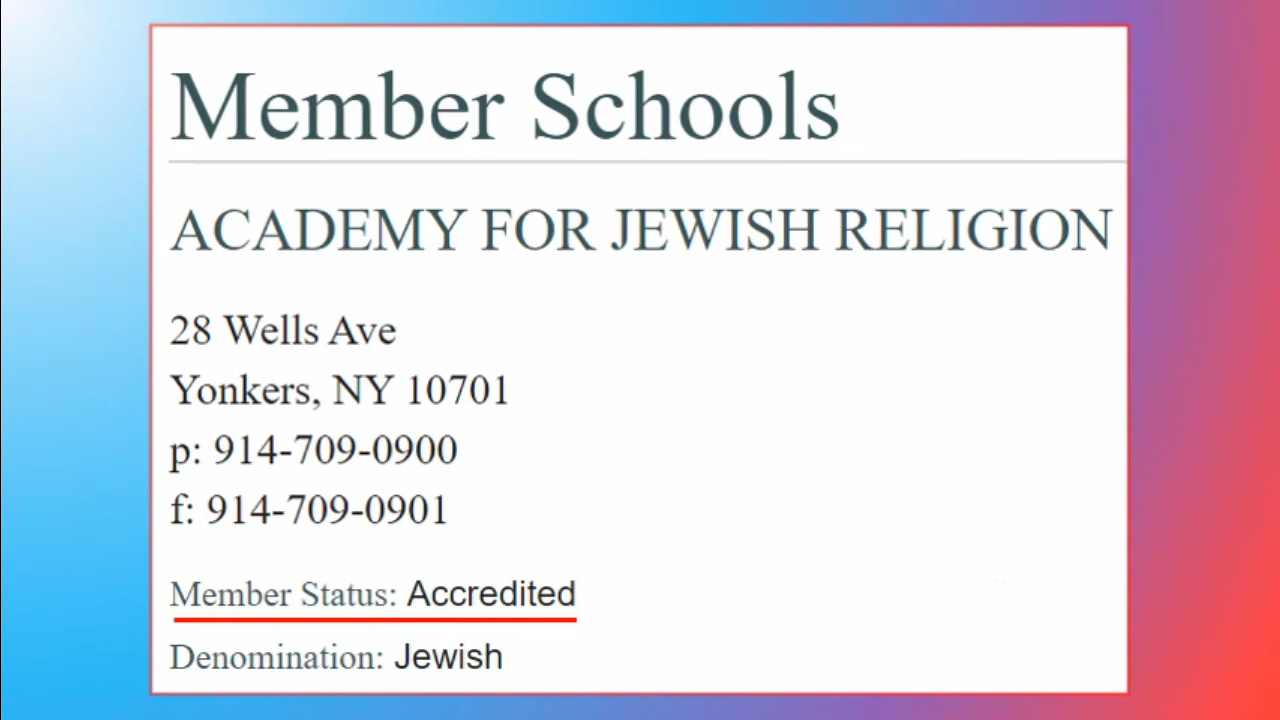 Member Schools
ACADEMY FOR JEWISH RELIGION
28 Wells Ave
Yonkers, NY 10701
p: 914-709-0900
f: 914-709-0901
Member Status: Accredited
Denomination: Jewish